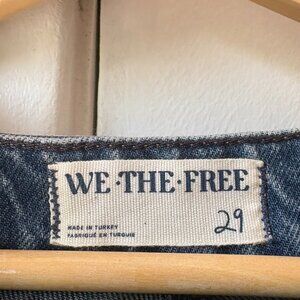 WE·THE·FREE
MADE IN TURKEY
FABRIQUÉ EN TURQUIE
29